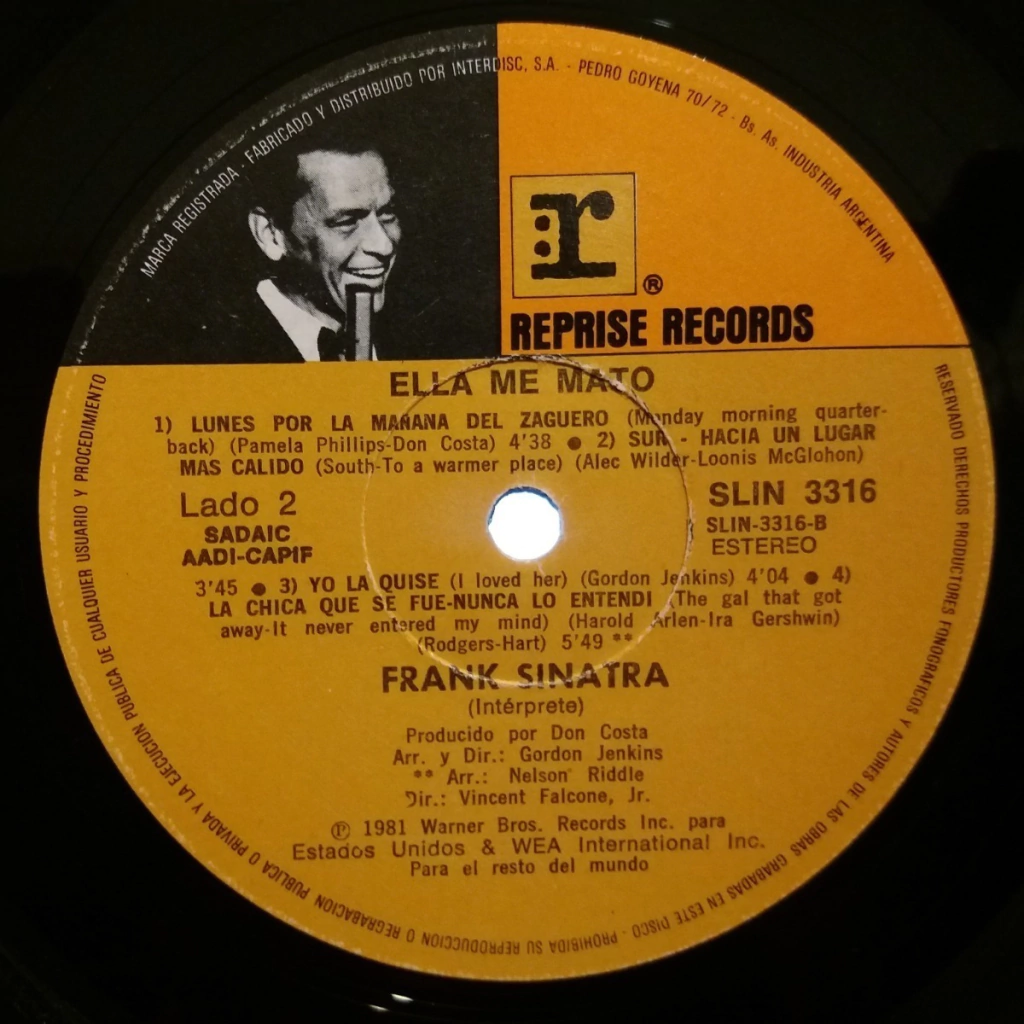 MARCA REGISTRADA - FABRICADO Y DISTRIBUIDO POR INTERDISC, S.A. - PEDRO GOYENA 70/72 - Bs. As. INDUSTRIA ARGENTINA
r
®
REPRISE RECORDS
ELLA ME MATO
1) LUNES POR LA MAÑANA DEL ZAGUERO (Monday morning quarter-
back) (Pamela Phillips-Don Costa) 4'38 ● 2) SUR - HACIA UN LUGAR
MAS CALIDO (South-To a warmer place) (Alec Wilder-Loonis McGlohon)
Lado 2
SADAIC
AADI-CAPIF
SLIN 3316
SLIN-3316-B
ESTEREO
3'45 ● 3) YO LA QUISE (I loved her) (Gordon Jenkins) 4'04 ● 4)
LA CHICA QUE SE FUE-NUNCA LO ENTENDI (The gal that got
away-It never entered my mind) (Harold Arlen-Ira Gershwin)
(Rodgers-Hart) 5'49 **
FRANK SINATRA
(Intérprete)
Producido por Don Costa
Arr. y Dir.: Gordon Jenkins
** Arr.: Nelson Riddle
Dir.: Vincent Falcone, Jr.
℗ 1981 Warner Bros. Records Inc. para
Estados Unidos & WEA International Inc.
Para el resto del mundo
RESERVADO DERECHOS PRODUCTORES FONOGRAFICOS Y AUTORES DE LAS OBRAS GRABADAS EN ESTE DISCO - PROHIBIDA SU REPRODUCCION O REGRABACION PUBLICA O PRIVADA Y LA EJECUCION PUBLICA DE CUALQUIER USUARIO Y PROCEDIMIENTO